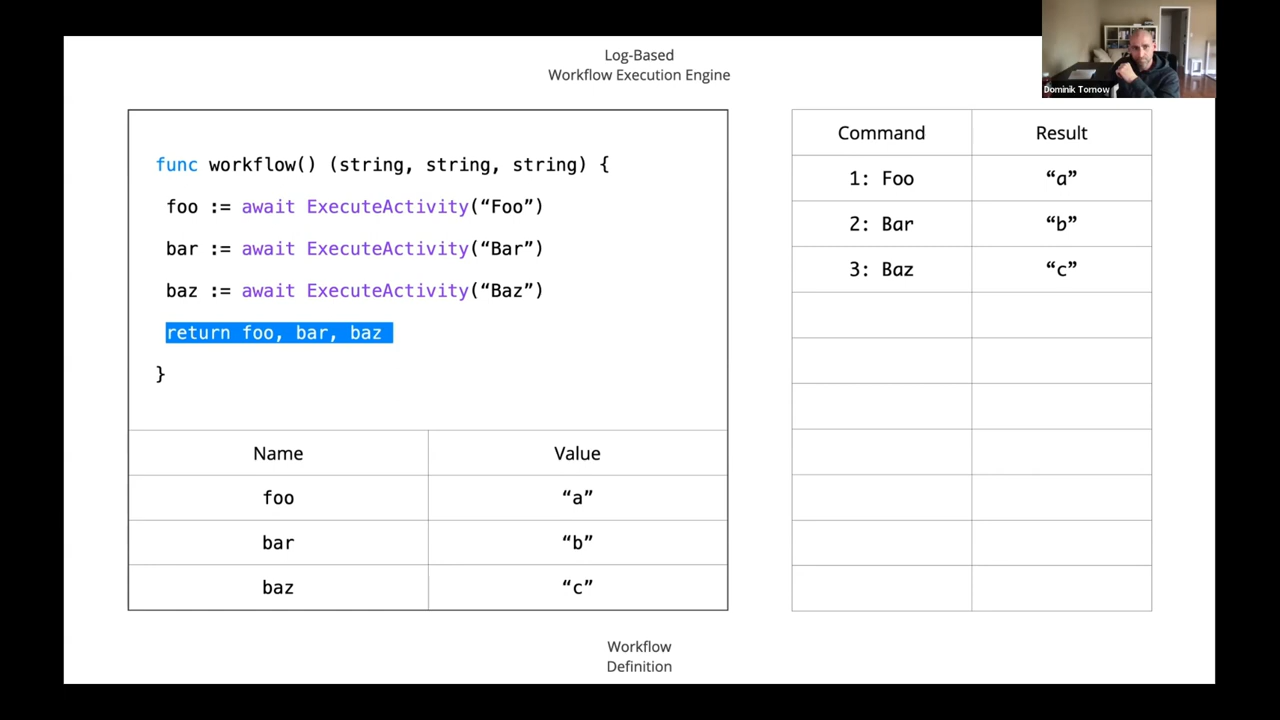 Log-Based
Workflow Execution Engine
Dominik Tornow
func workflow() (string, string, string) {
foo := await ExecuteActivity(“Foo”)
bar := await ExecuteActivity(“Bar”)
baz := await ExecuteActivity(“Baz”)
return foo, bar, baz
}
Name Value
foo “a”
bar “b”
baz “c”
Command Result
1: Foo “a”
2: Bar “b”
3: Baz “c”
Workflow
Definition